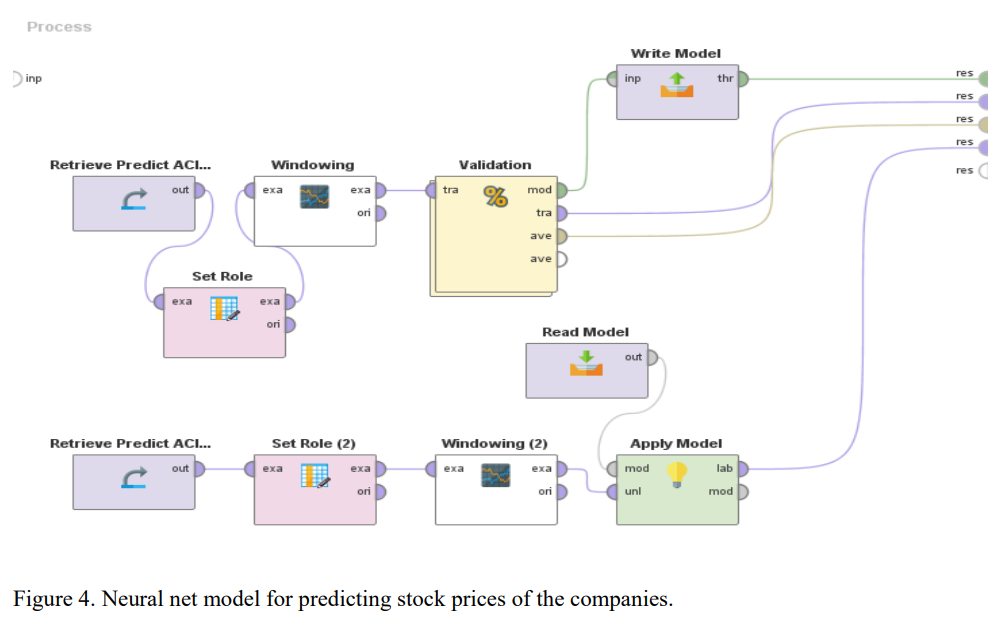 Process
inp
Write Model
inp thr
res
res
res
res
res
Retrieve Predict ACI...
out
Windowing
exa exa
ori
Validation
tra mod
tra
ave
ave
Set Role
exa exa
ori
Read Model
out
Retrieve Predict ACI...
out
Set Role (2)
exa exa
ori
Windowing (2)
exa exa
ori
Apply Model
mod lab
unl mod
Figure 4. Neural net model for predicting stock prices of the companies.